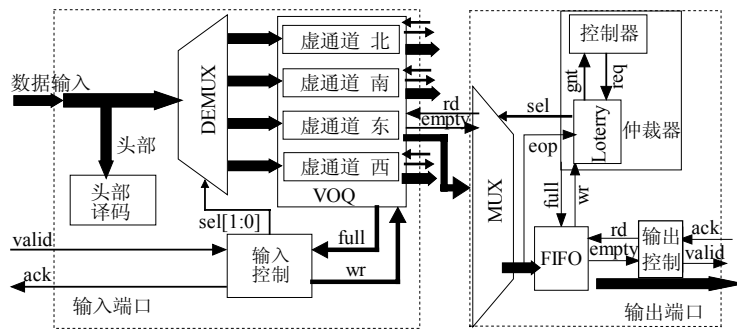 数据输入
头部
头部
译码
DEMUX
sel[1:0]
虚通道 北
虚通道 南
虚通道 东
虚通道 西
VOQ
valid
ack
输入
控制
full
wr
输入端口
rd
empty
MUX
sel
eop
控制器
gnt
req
Loterry
仲裁器
full
wr
FIFO
rd
empty
输出
控制
ack
valid
输出端口